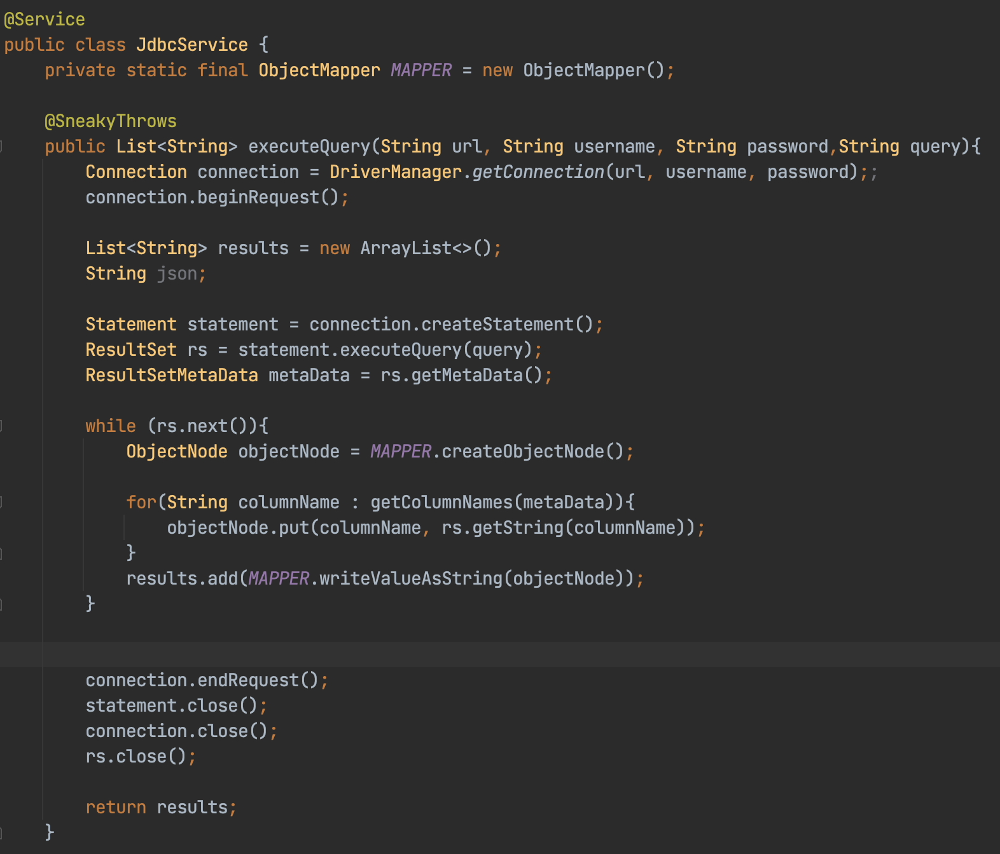 @Service
public class JdbcService {
    private static final ObjectMapper MAPPER = new ObjectMapper();

    @SneakyThrows
    public List<String> executeQuery(String url, String username, String password,String query){
        Connection connection = DriverManager.getConnection(url, username, password);;
        connection.beginRequest();

        List<String> results = new ArrayList<>();
        String json;

        Statement statement = connection.createStatement();
        ResultSet rs = statement.executeQuery(query);
        ResultSetMetaData metaData = rs.getMetaData();

        while (rs.next()){
            ObjectNode objectNode = MAPPER.createObjectNode();

            for(String columnName : getColumnNames(metaData)){
                objectNode.put(columnName, rs.getString(columnName));
            }
            results.add(MAPPER.writeValueAsString(objectNode));
        }


        connection.endRequest();
        statement.close();
        connection.close();
        rs.close();

        return results;
    }